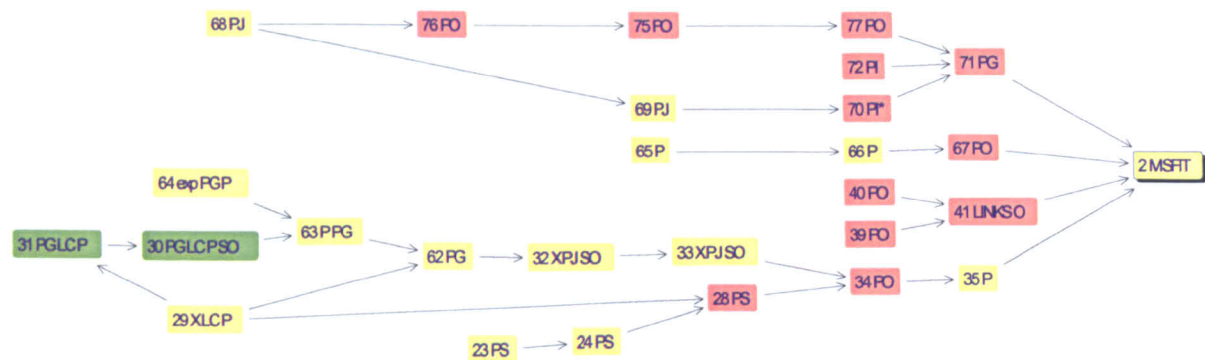 68 PJ
76 PO
75 PO
77 PO
72 PI
71 PG
69 PJ
70 PI*
65 P
66 P
67 PO
2 MSFIT
64 exp PGP
40 PO
41 LINKSO
39 PO
31 PGLCP
30 PGLCPSO
63 PPG
62 PG
32 XPJSO
33 XPJSO
34 PO
35 P
28 PS
29 XLCP
23 PS
24 PS